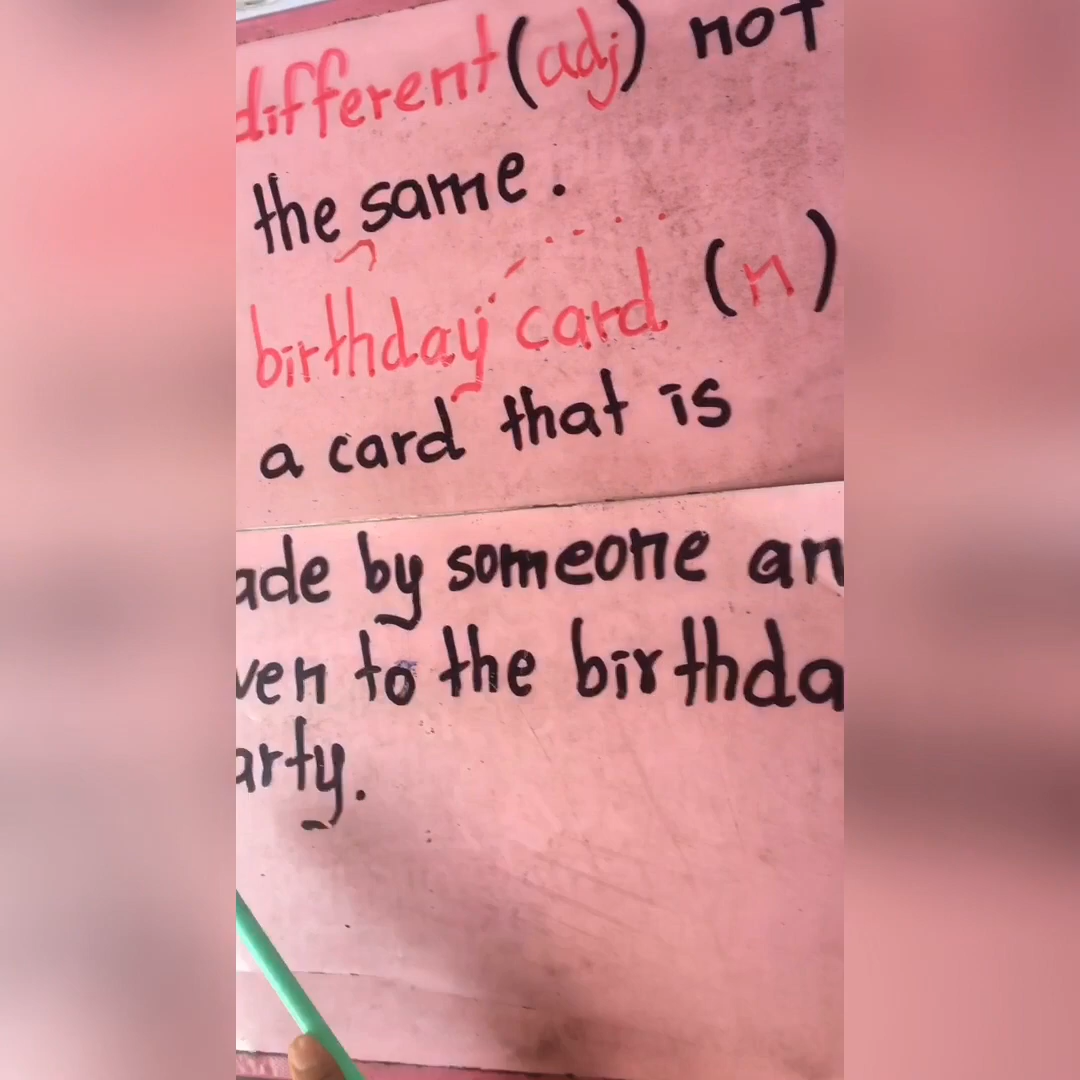 different (adj) not
the same.
birthday card (n)
a card that is
ade by someone an
ven to the birthda
arty.